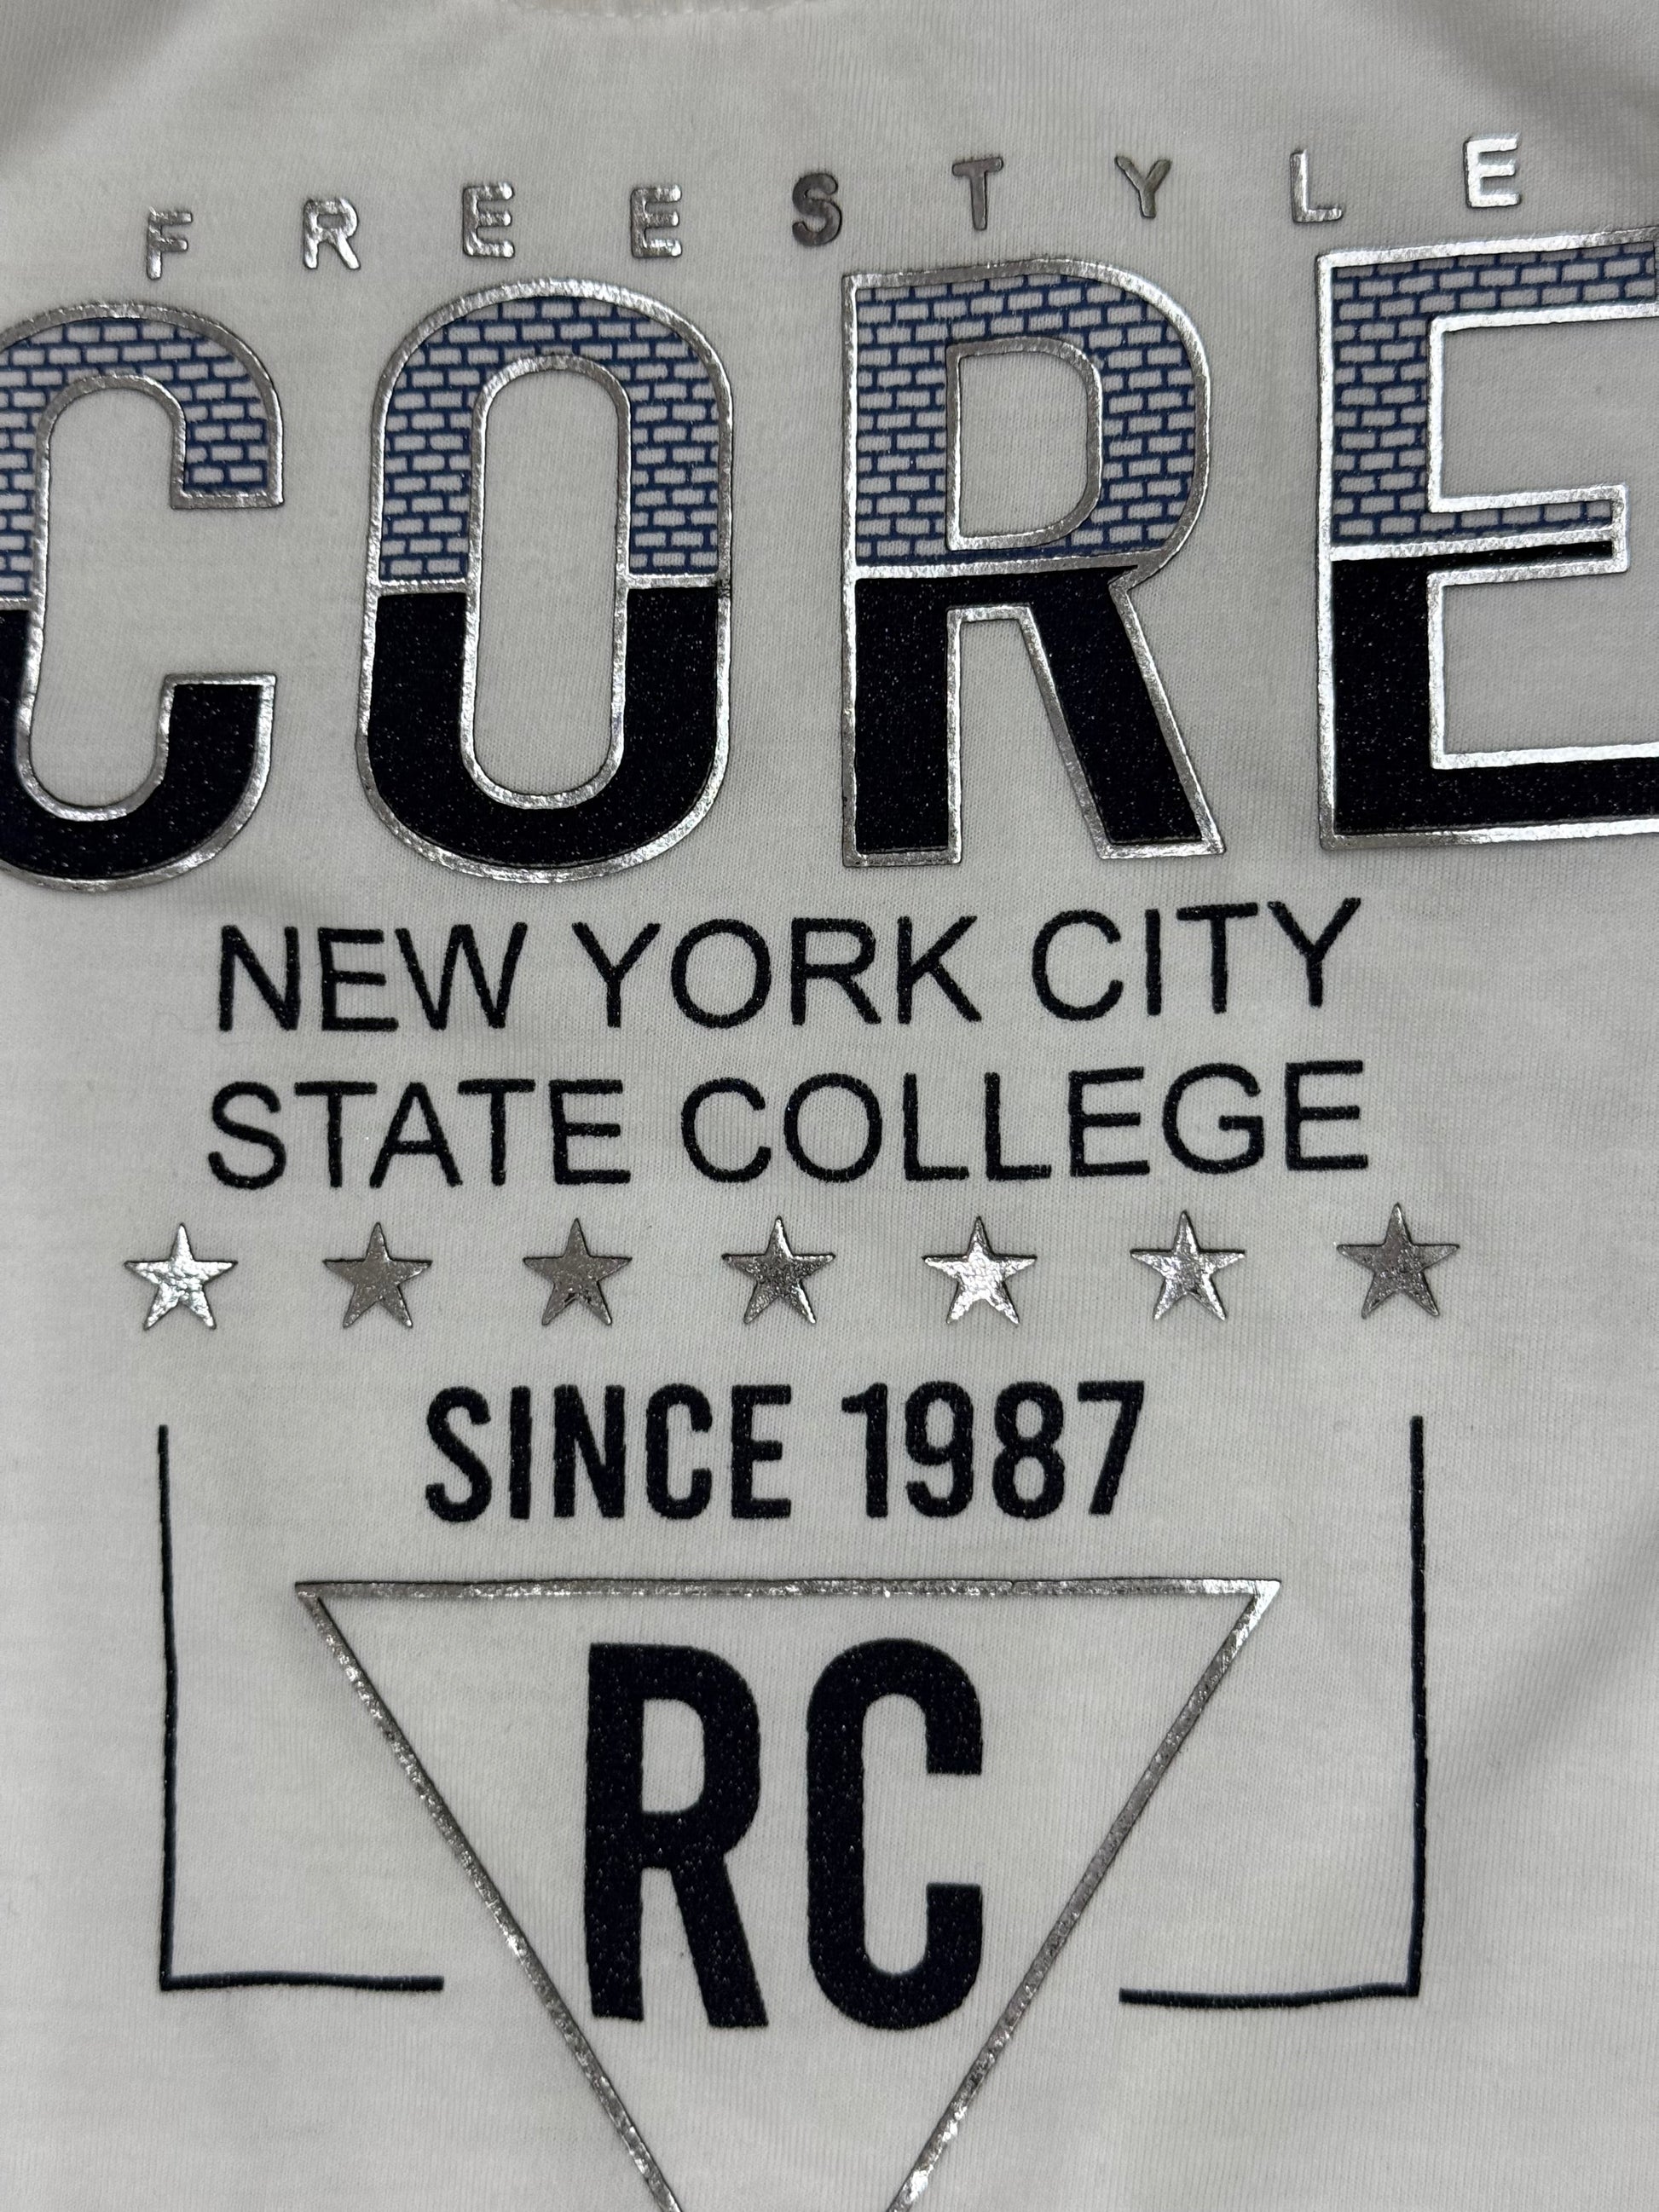 FREESTYLE
CORE
NEW YORK CITY
STATE COLLEGE
SINCE 1987
RC